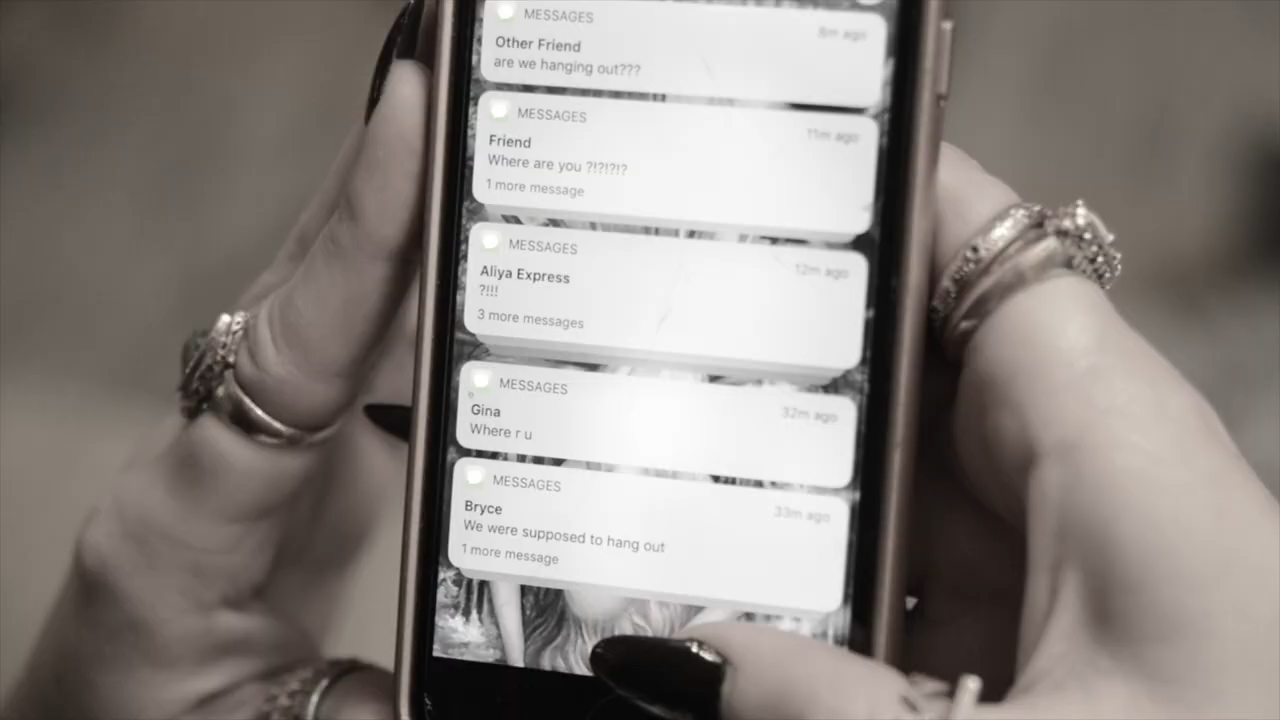 MESSAGES
8m ago
Other Friend
are we hanging out???
MESSAGES
11m ago
Friend
Where are you ?!?!?!?
1 more message
MESSAGES
12m ago
Aliya Express
?!!!
3 more messages
MESSAGES
32m ago
Gina
Where r u
MESSAGES
33m ago
Bryce
We were supposed to hang out
1 more message